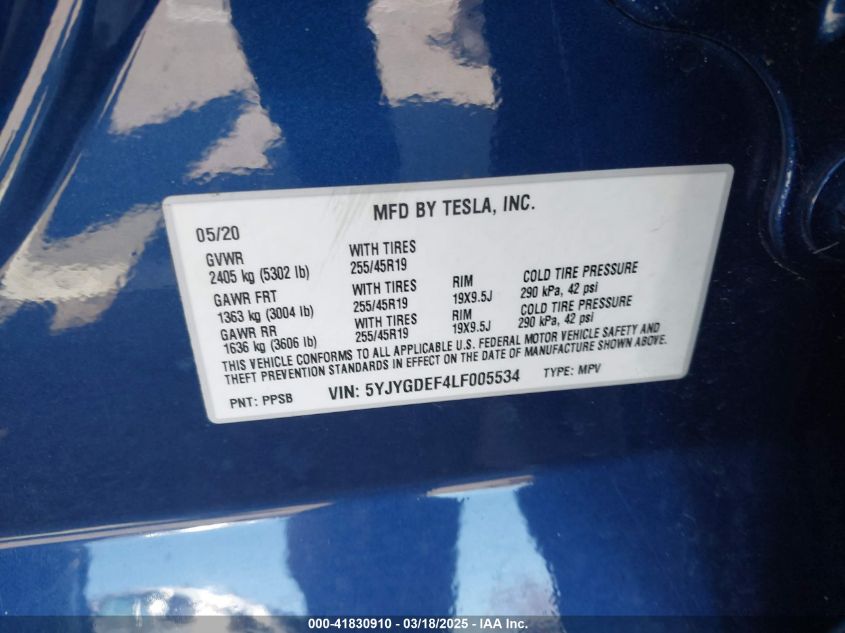 MFD BY TESLA, INC.
05/20
GVWR WITH TIRES
2405 kg (5302 lb) 255/45R19
GAWR FRT WITH TIRES RIM COLD TIRE PRESSURE
1363 kg (3004 lb) 255/45R19 19X9.5J 290 kPa, 42 psi
GAWR RR WITH TIRES RIM COLD TIRE PRESSURE
1636 kg (3606 lb) 255/45R19 19X9.5J 290 kPa, 42 psi
THIS VEHICLE CONFORMS TO ALL APPLICABLE U.S. FEDERAL MOTOR VEHICLE SAFETY AND
THEFT PREVENTION STANDARDS IN EFFECT ON THE DATE OF MANUFACTURE SHOWN ABOVE.
PNT: PPSB VIN: 5YJYGDEF4LF005534 TYPE: MPV
000-41830910 - 03/18/2025 - IAA Inc.